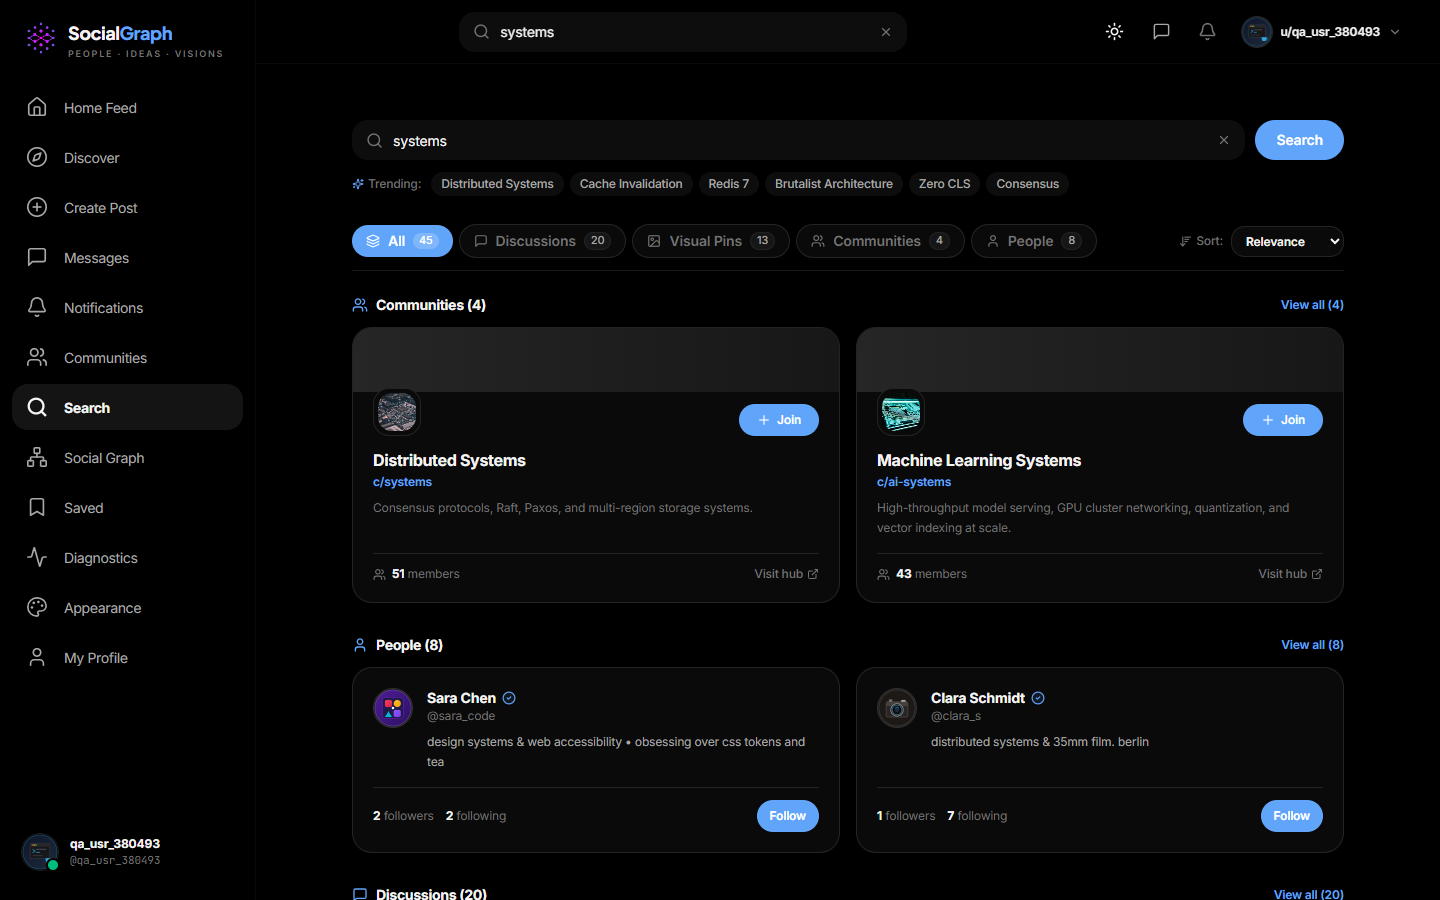 SocialGraph
PEOPLE · IDEAS · VISIONS
systems
u/qa_usr_380493
Home Feed
Discover
Create Post
Messages
Notifications
Communities
Search
Social Graph
Saved
Diagnostics
Appearance
My Profile
qa_usr_380493
@qa_usr_380493
systems
Search
Trending:
Distributed Systems
Cache Invalidation
Redis 7
Brutalist Architecture
Zero CLS
Consensus
All 45
Discussions 20
Visual Pins 13
Communities 4
People 8
Sort:
Relevance
Communities (4)
View all (4)
Join
Distributed Systems
c/systems
Consensus protocols, Raft, Paxos, and multi-region storage systems.
51 members
Visit hub
Join
Machine Learning Systems
c/ai-systems
High-throughput model serving, GPU cluster networking, quantization, and
vector indexing at scale.
43 members
Visit hub
People (8)
View all (8)
Sara Chen
@sara_code
design systems & web accessibility • obsessing over css tokens and
tea
2 followers 2 following
Follow
Clara Schmidt
@clara_s
distributed systems & 35mm film. berlin
1 followers 7 following
Follow
Discussions (20)
View all (20)